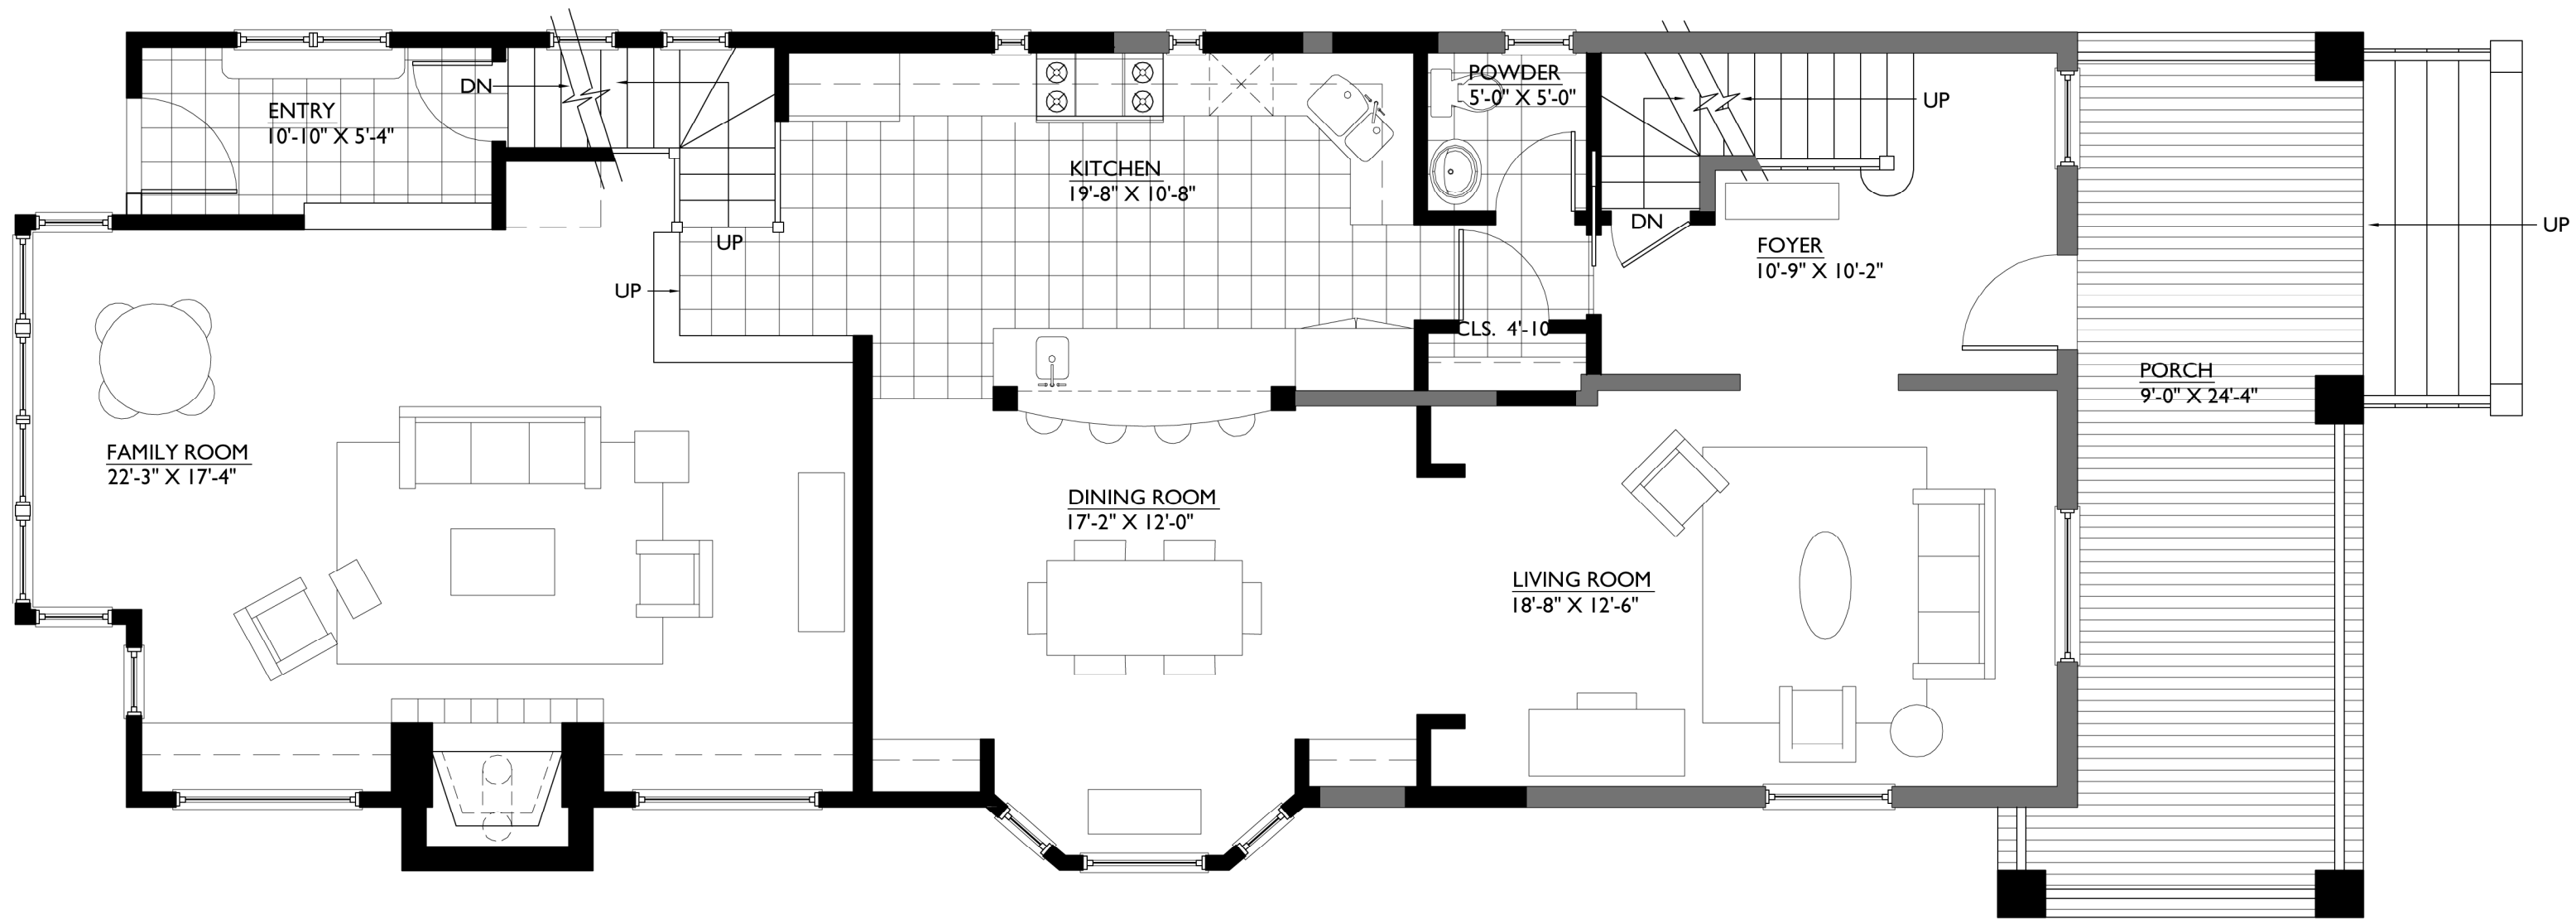 ENTRY
10'-10" X 5'-4"
DN
UP
UP
KITCHEN
19'-8" X 10'-8"
POWDER
5'-0" X 5'-0"
DN
UP
FOYER
10'-9" X 10'-2"
CLS. 4'-10
UP
PORCH
9'-0" X 24'-4"
FAMILY ROOM
22'-3" X 17'-4"
DINING ROOM
17'-2" X 12'-0"
LIVING ROOM
18'-8" X 12'-6"